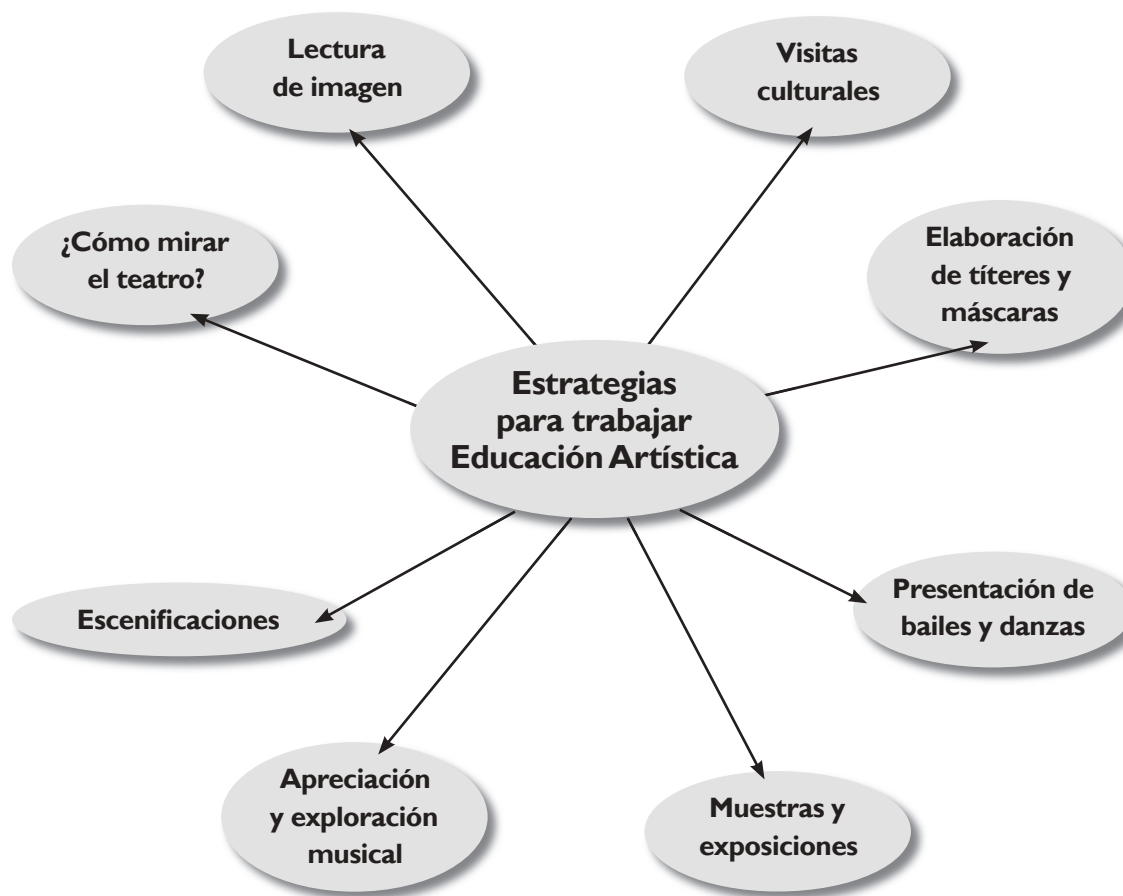 Lectura
de imagen
Visitas
culturales
¿Cómo mirar
el teatro?
Elaboración
de títeres y
máscaras
Estrategias
para trabajar
Educación Artística
Escenificaciones
Presentación de
bailes y danzas
Apreciación
y exploración
musical
Muestras y
exposiciones